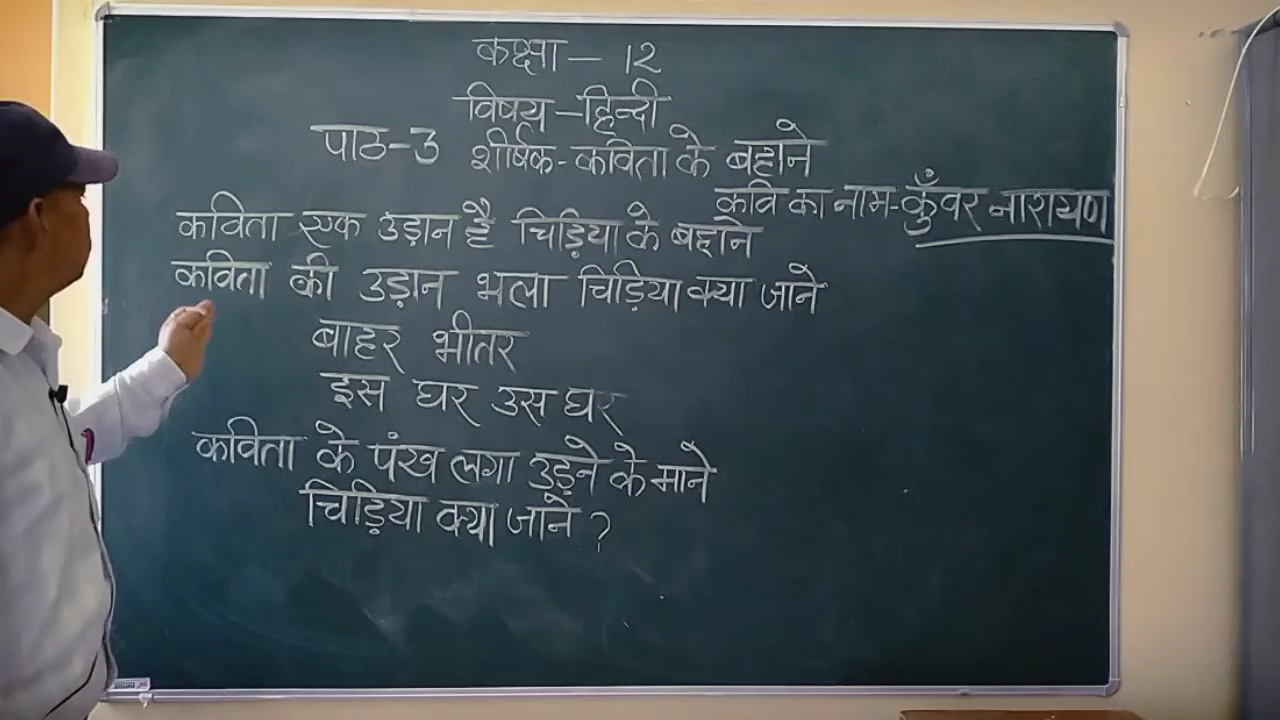 कक्षा - 12
विषय - हिन्दी
पाठ-3 शीर्षक- कविता के बहाने
कवि का नाम- कुँवर नारायण
कविता एक उड़ान है चिड़िया के बहाने
कविता की उड़ान भला चिड़िया क्या जाने
बाहर भीतर
इस घर उस घर
कविता के पंख लगा उड़ने के माने
चिड़िया क्या जाने ?